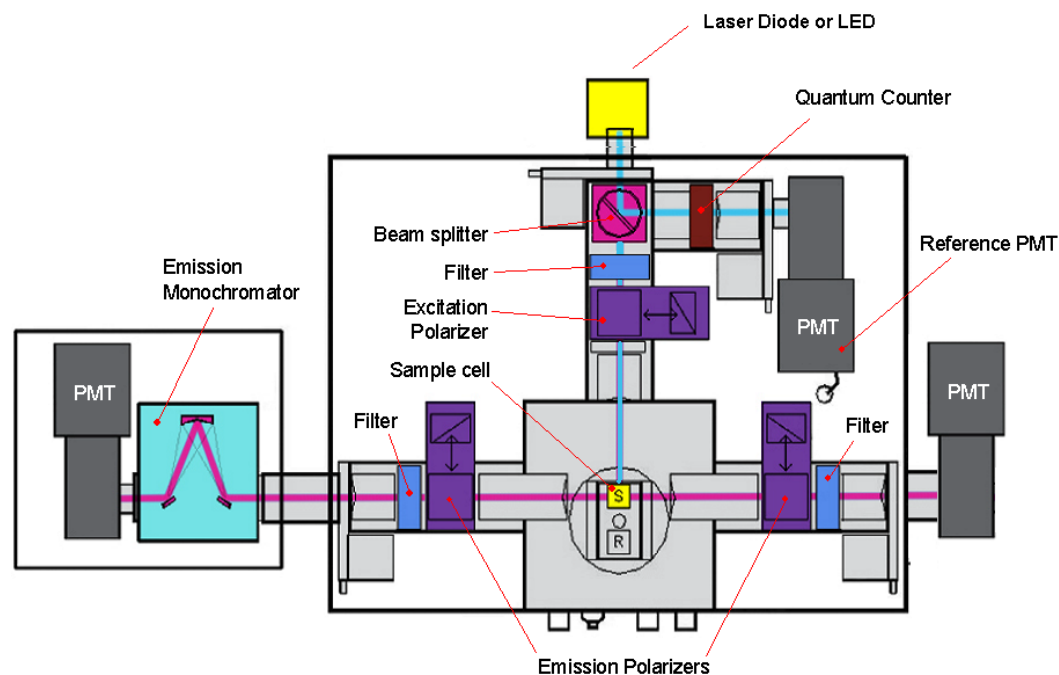 Laser Diode or LED
Quantum Counter
Beam splitter
Reference PMT
Emission
Monochromator
Filter
Excitation
Polarizer
PMT
Sample cell
PMT
PMT
Filter
Filter
S
R
Emission Polarizers